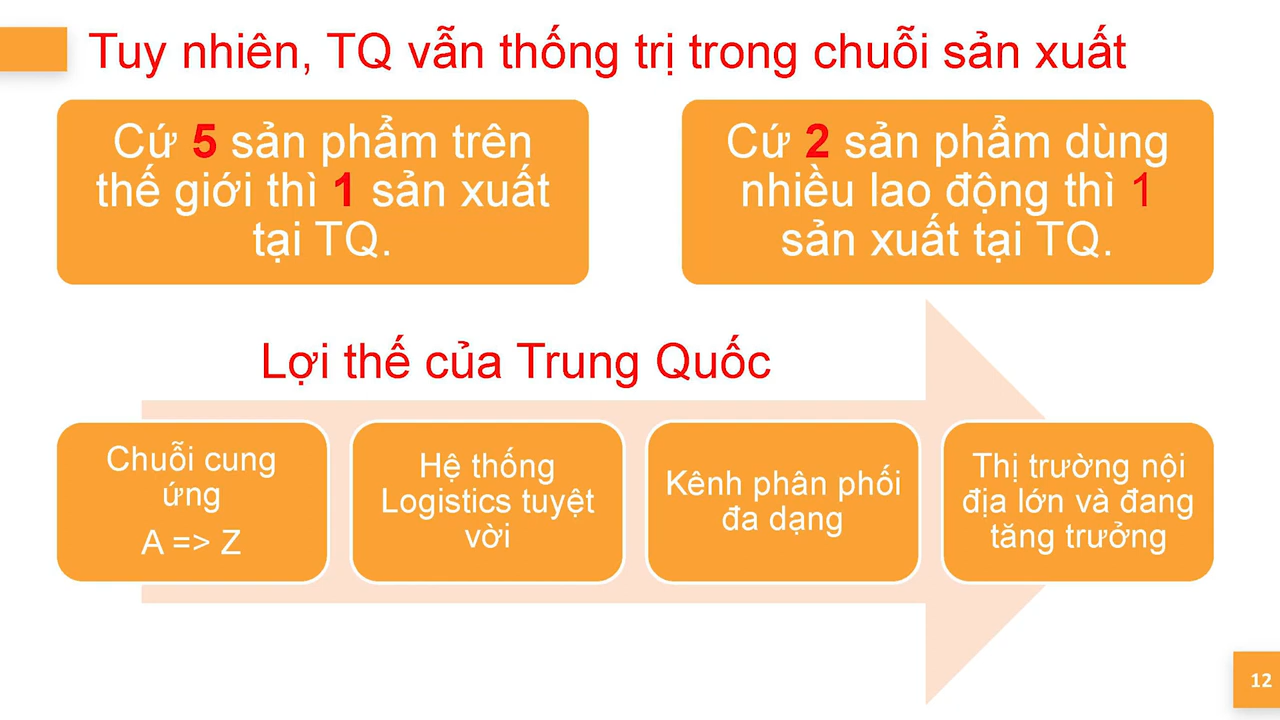 Tuy nhiên, TQ vẫn thống trị trong chuỗi sản xuất
Cứ 5 sản phẩm trên
thế giới thì 1 sản xuất
tại TQ.
Cứ 2 sản phẩm dùng
nhiều lao động thì 1
sản xuất tại TQ.
Lợi thế của Trung Quốc
Chuỗi cung
ứng
A => Z
Hệ thống
Logistics tuyệt
vời
Kênh phân phối
đa dạng
Thị trường nội
địa lớn và đang
tăng trưởng
12